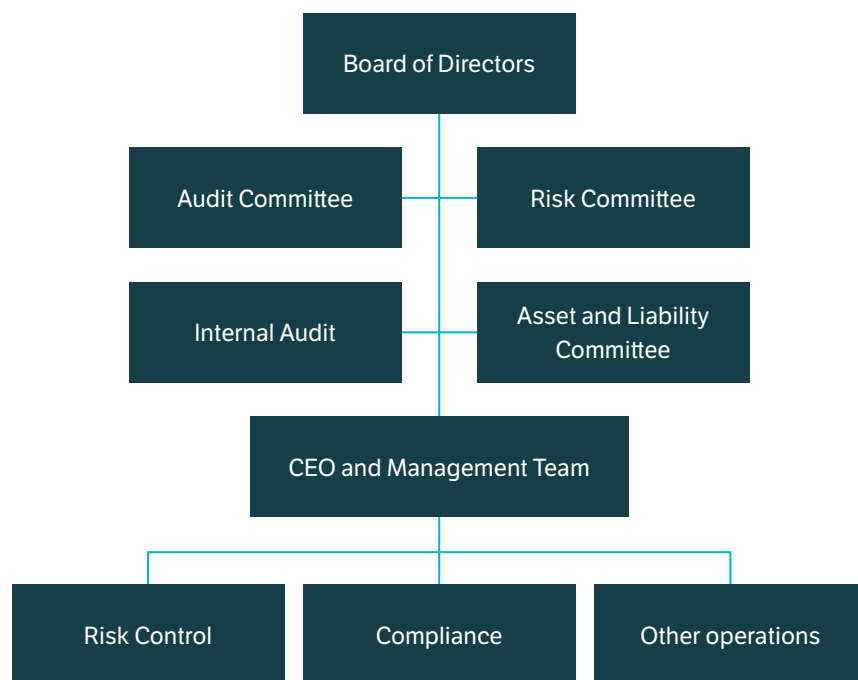 Board of Directors
Audit Committee
Risk Committee
Internal Audit
Asset and Liability
Committee
CEO and Management Team
Risk Control
Compliance
Other operations